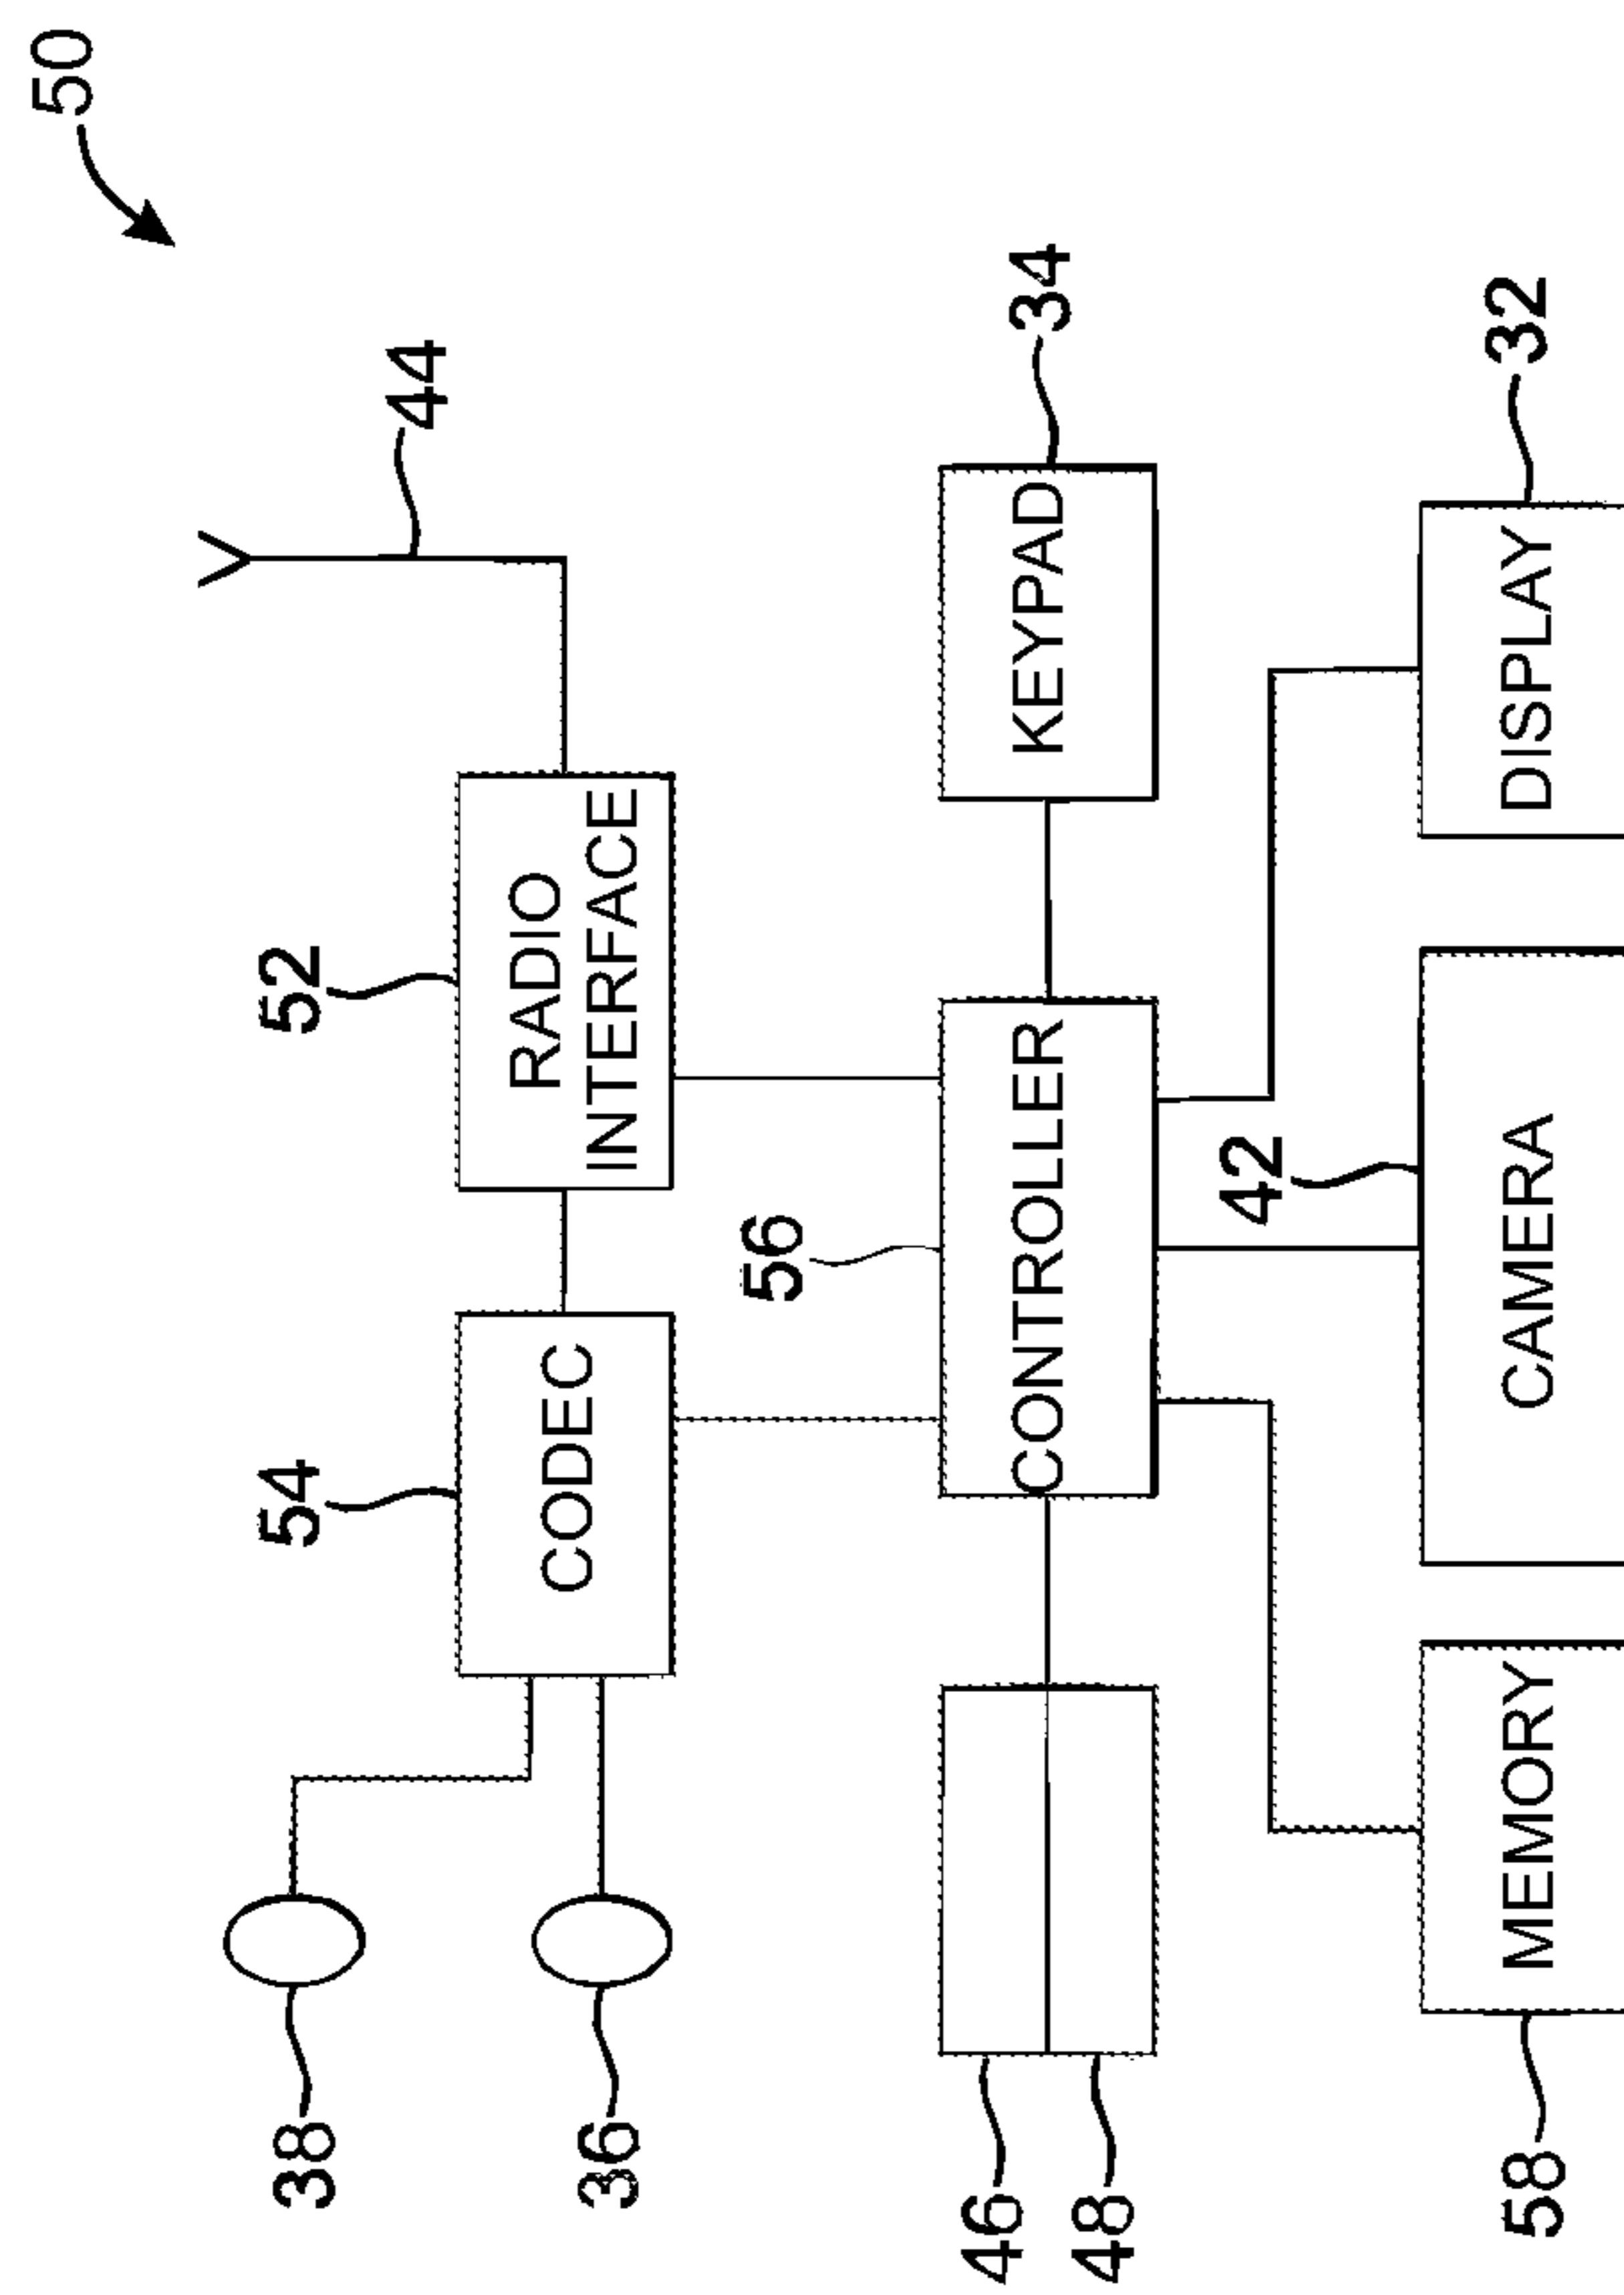 50
38
54
52
44
36
CODEC
RADIO
INTERFACE
56
46
48
CONTROLLER
KEYPAD
34
42
58
MEMORY
CAMERA
DISPLAY
32